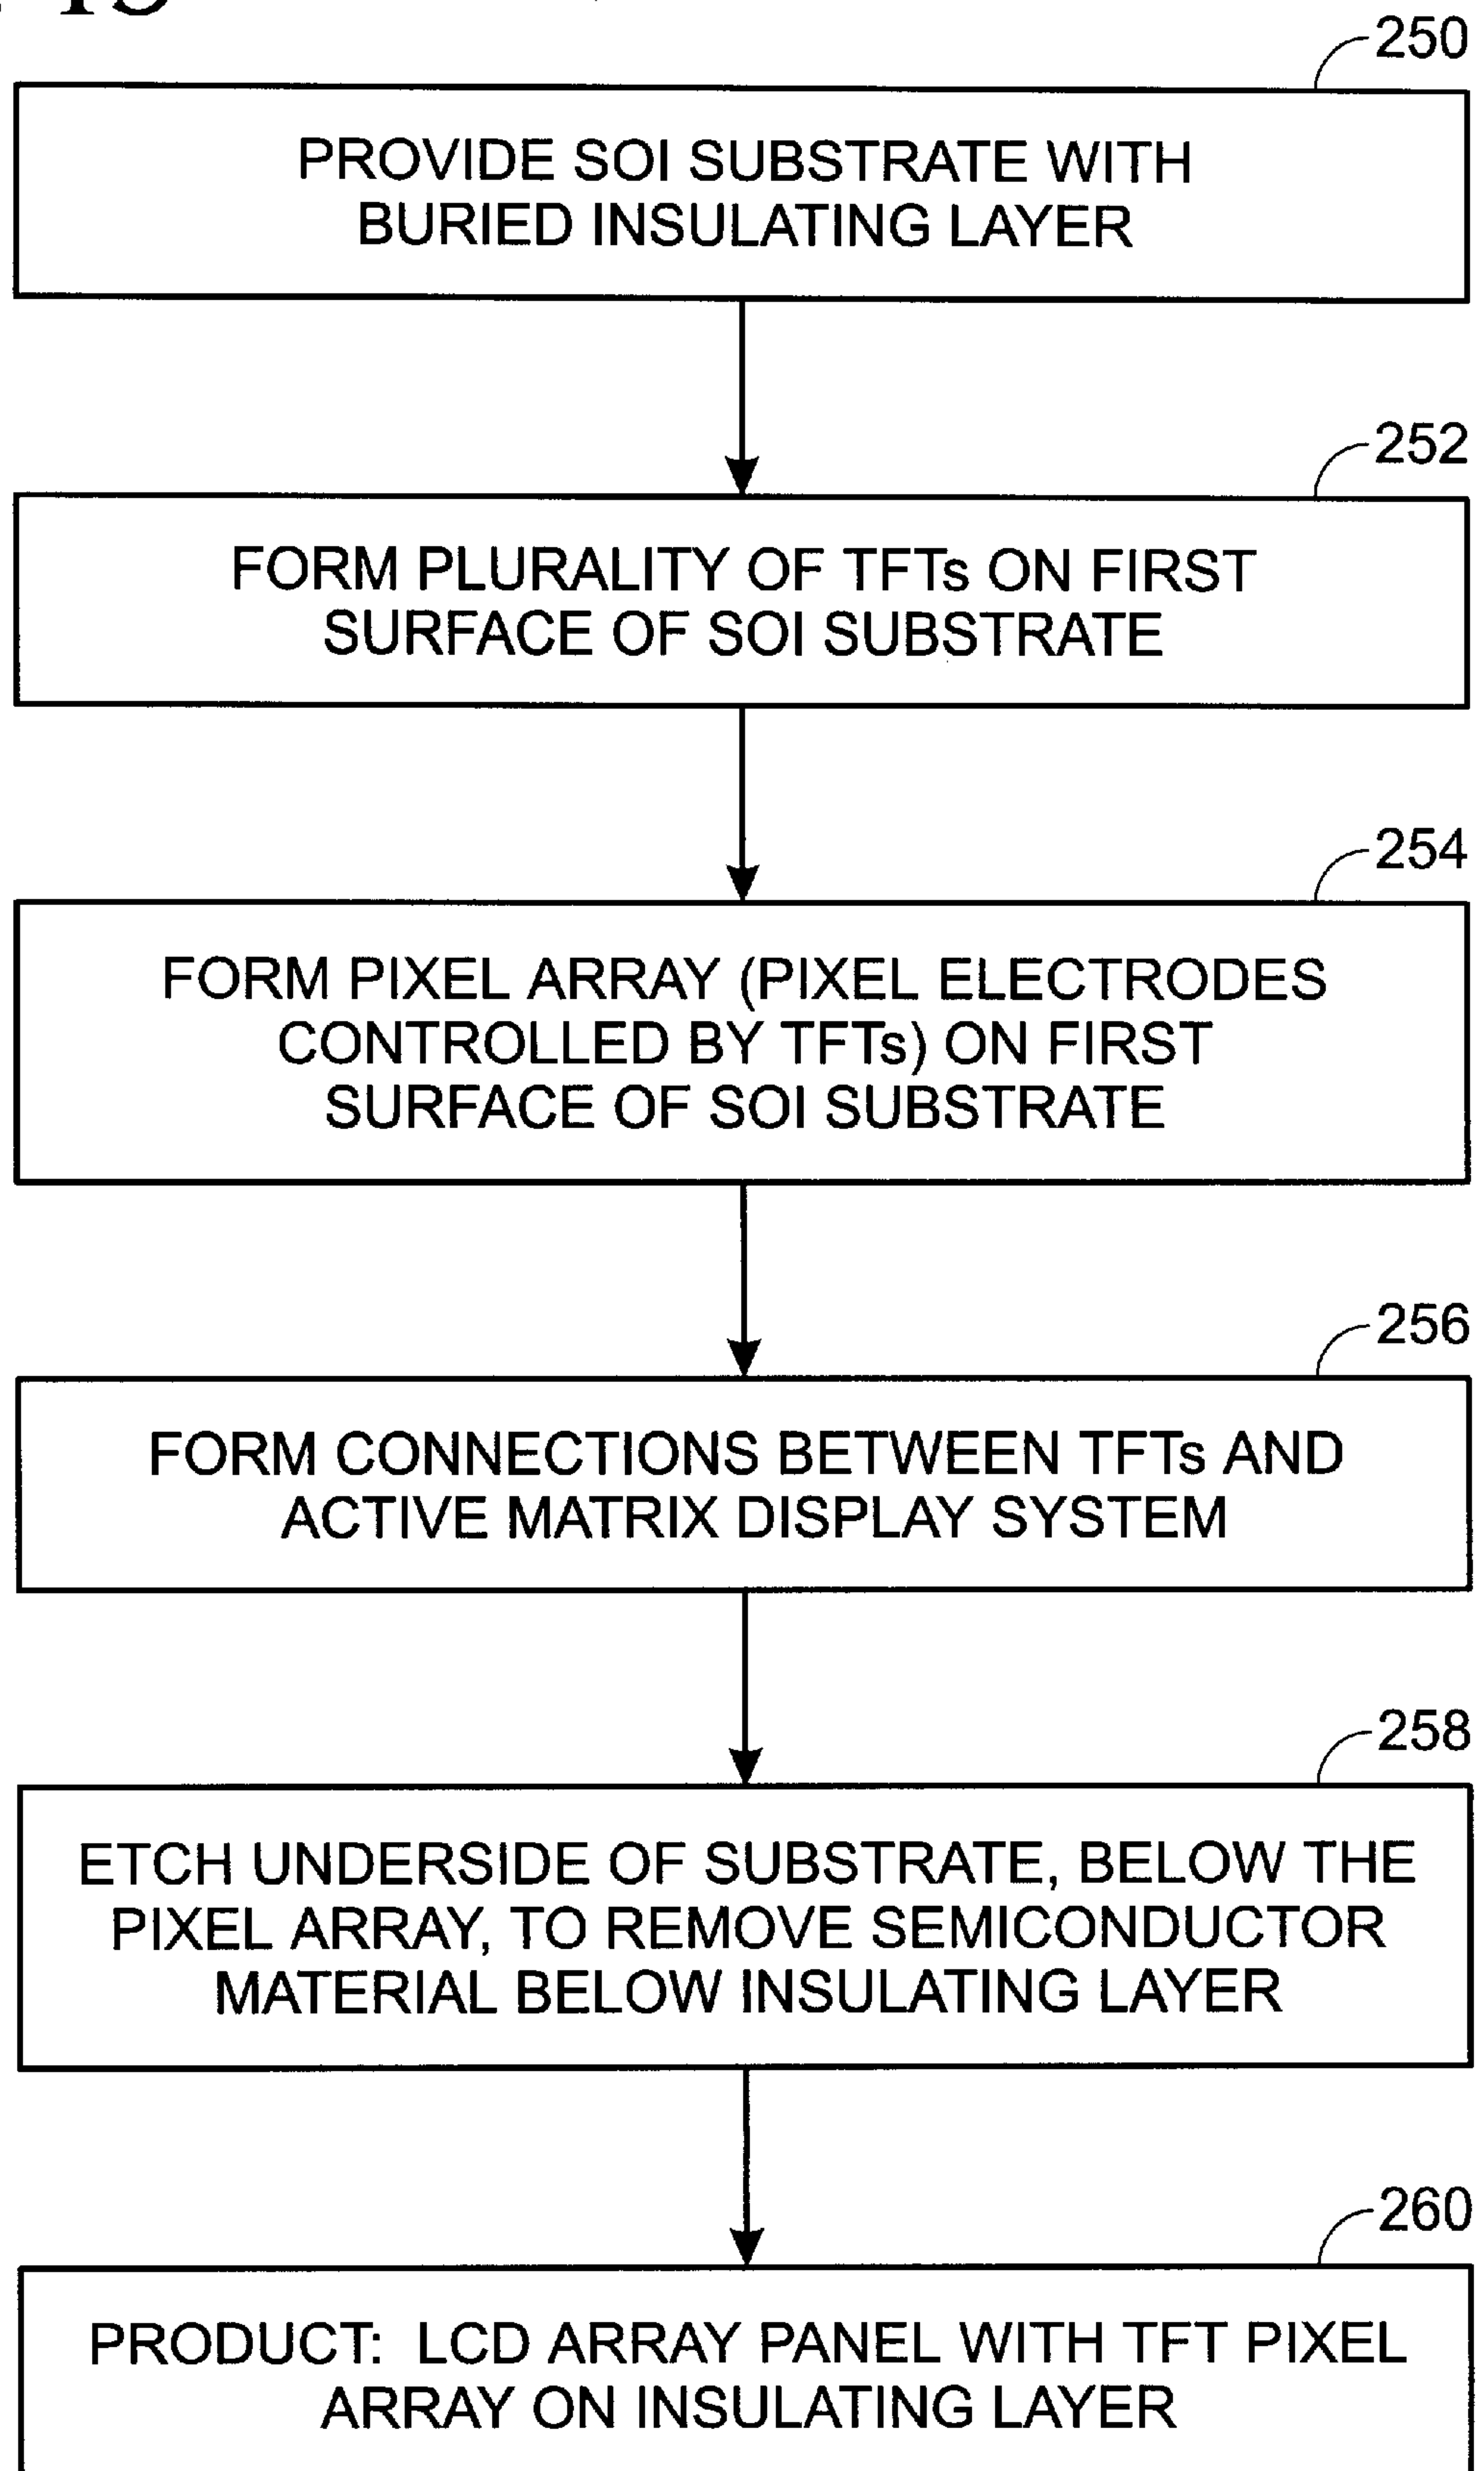 250
PROVIDE SOI SUBSTRATE WITH
BURIED INSULATING LAYER
252
FORM PLURALITY OF TFTs ON FIRST
SURFACE OF SOI SUBSTRATE
254
FORM PIXEL ARRAY (PIXEL ELECTRODES
CONTROLLED BY TFTs) ON FIRST
SURFACE OF SOI SUBSTRATE
256
FORM CONNECTIONS BETWEEN TFTs AND
ACTIVE MATRIX DISPLAY SYSTEM
258
ETCH UNDERSIDE OF SUBSTRATE, BELOW THE
PIXEL ARRAY, TO REMOVE SEMICONDUCTOR
MATERIAL BELOW INSULATING LAYER
260
PRODUCT: LCD ARRAY PANEL WITH TFT PIXEL
ARRAY ON INSULATING LAYER